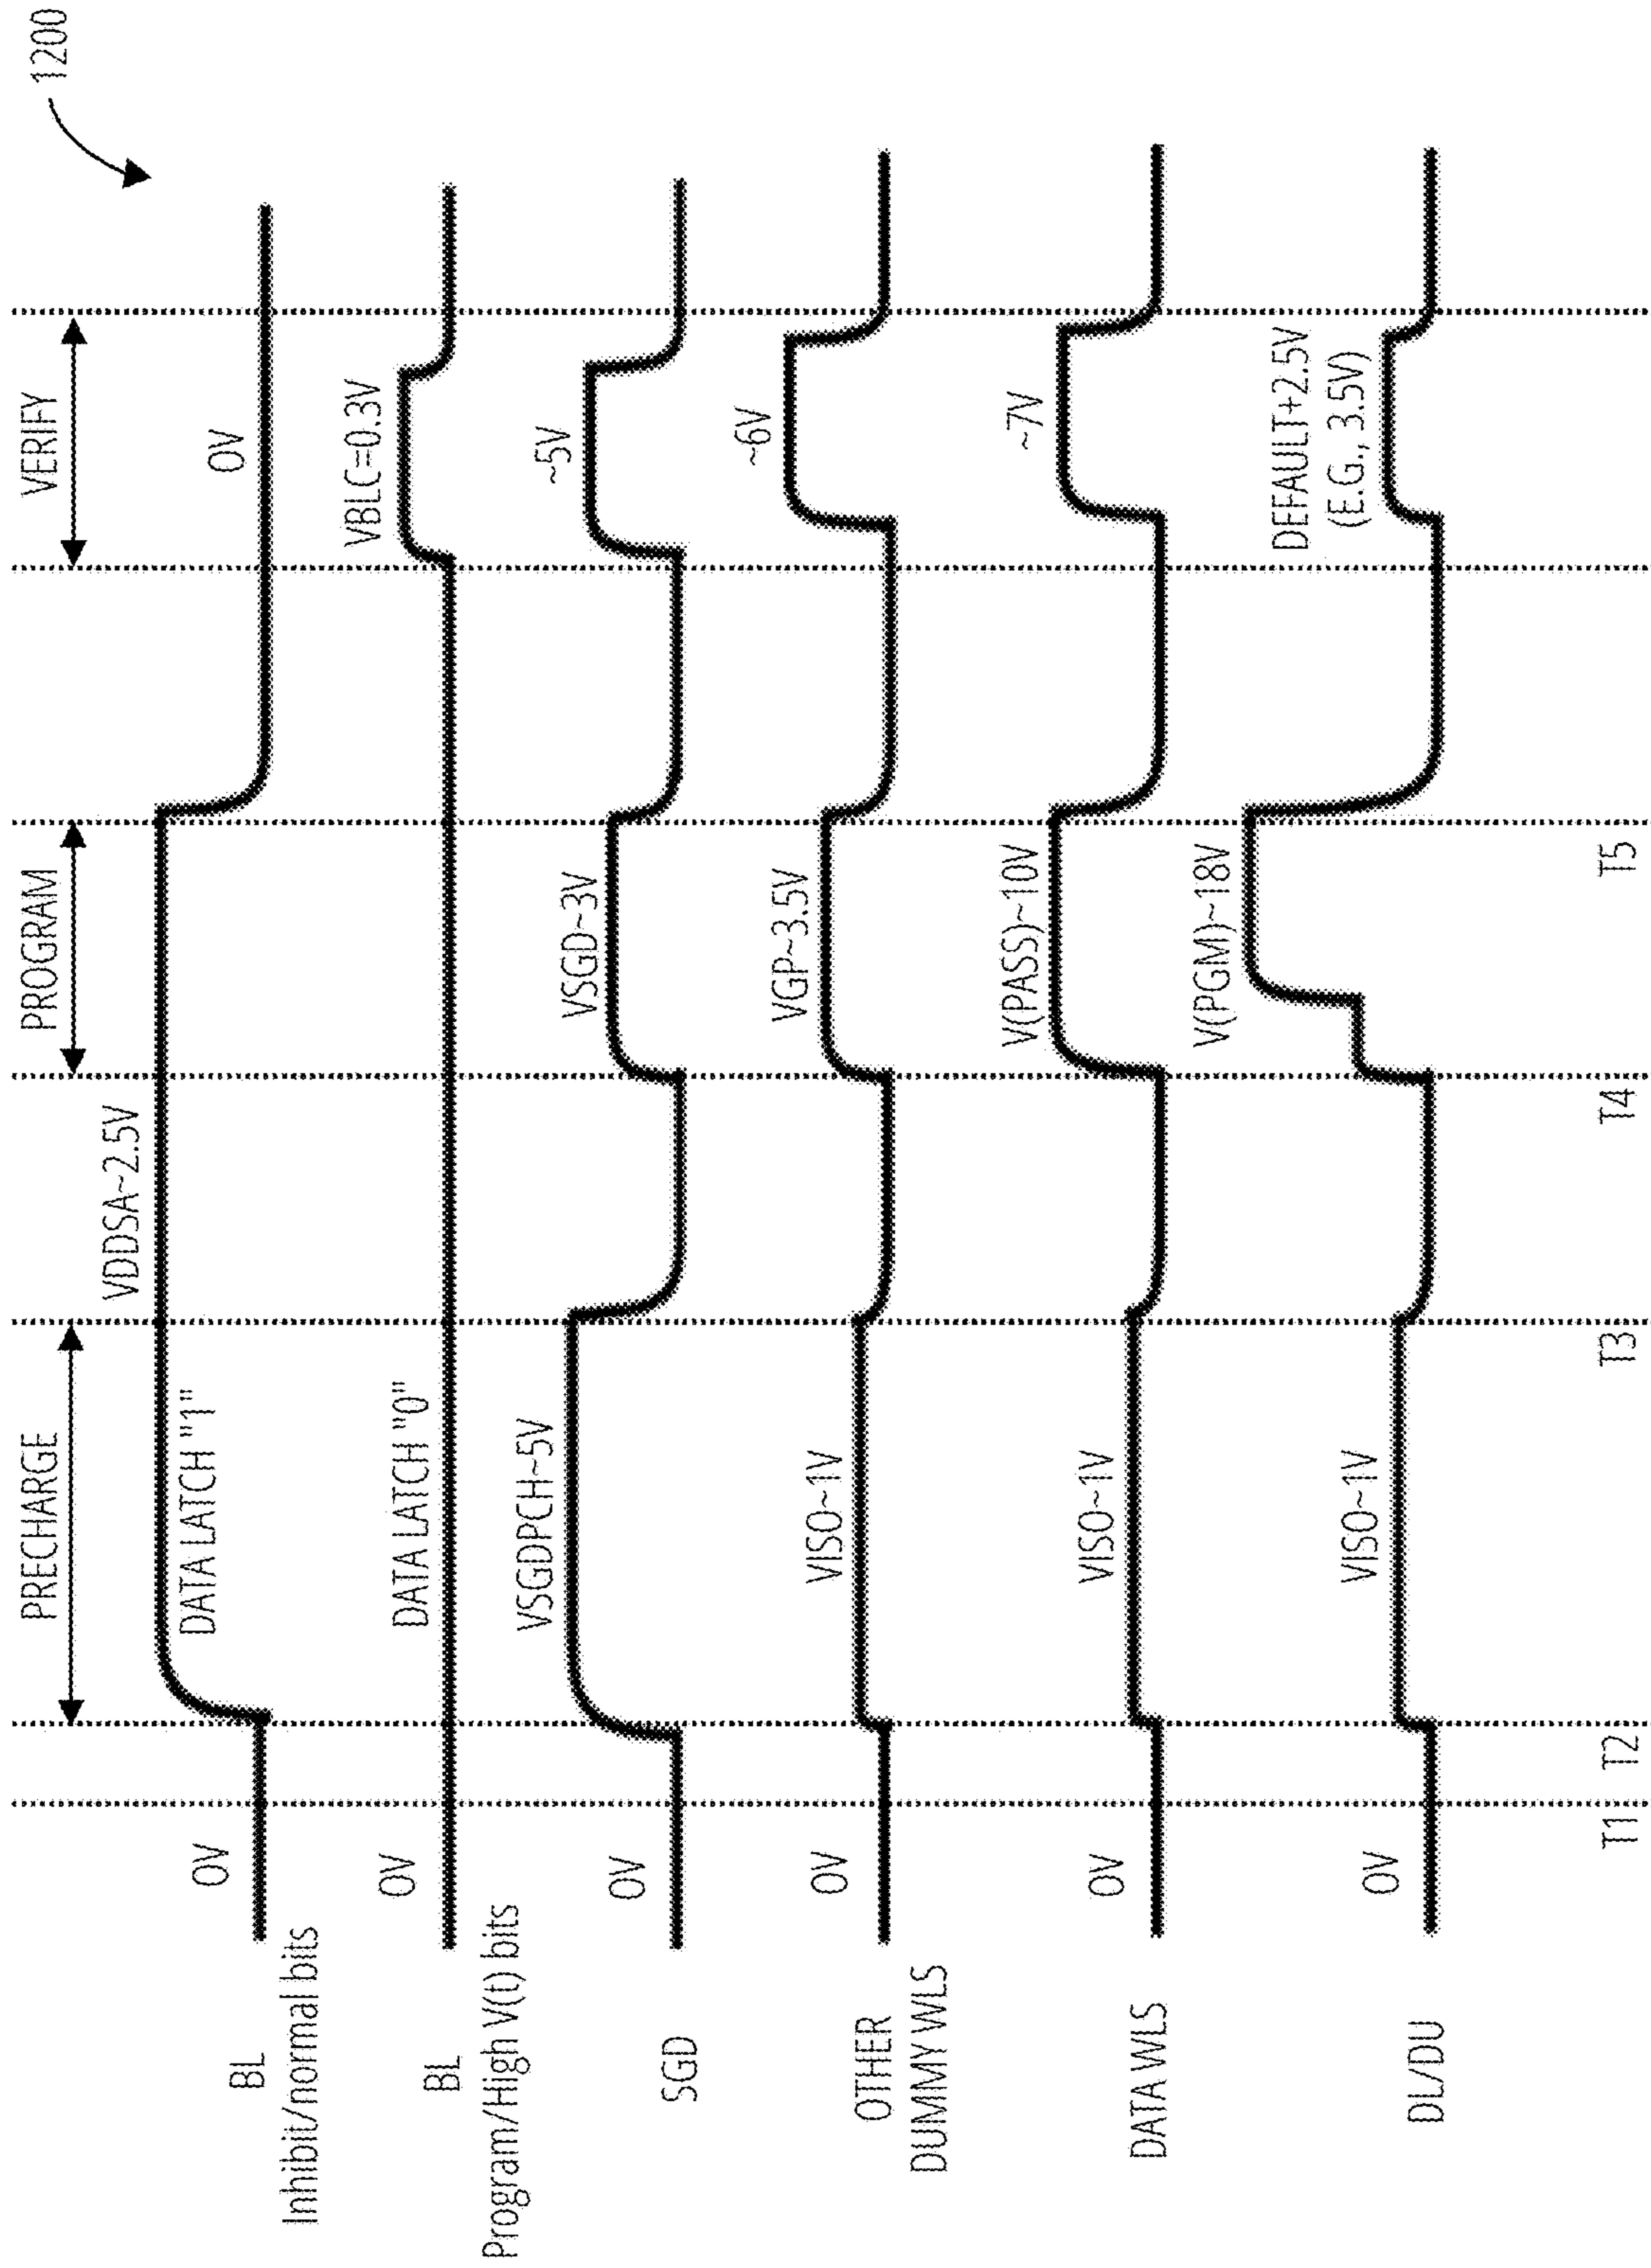 1200
PRECHARGE
PROGRAM
VERIFY
BL
Inhibit/normal bits
0V
DATA LATCH "1"
VDDSA~2.5V
0V
BL
Program/High V(t) bits
0V
DATA LATCH "0"
VBLC=0.3V
SGD
0V
VSGDPCH~5V
VSGD~3V
~5V
OTHER
DUMMY WLS
0V
VISO~1V
VGP~3.5V
~6V
DATA WLS
0V
VISO~1V
V(PASS)~10V
~7V
DL/DU
0V
VISO~1V
V(PGM)~18V
DEFAULT+2.5V
(E.G., 3.5V)
T1
T2
T3
T4
T5